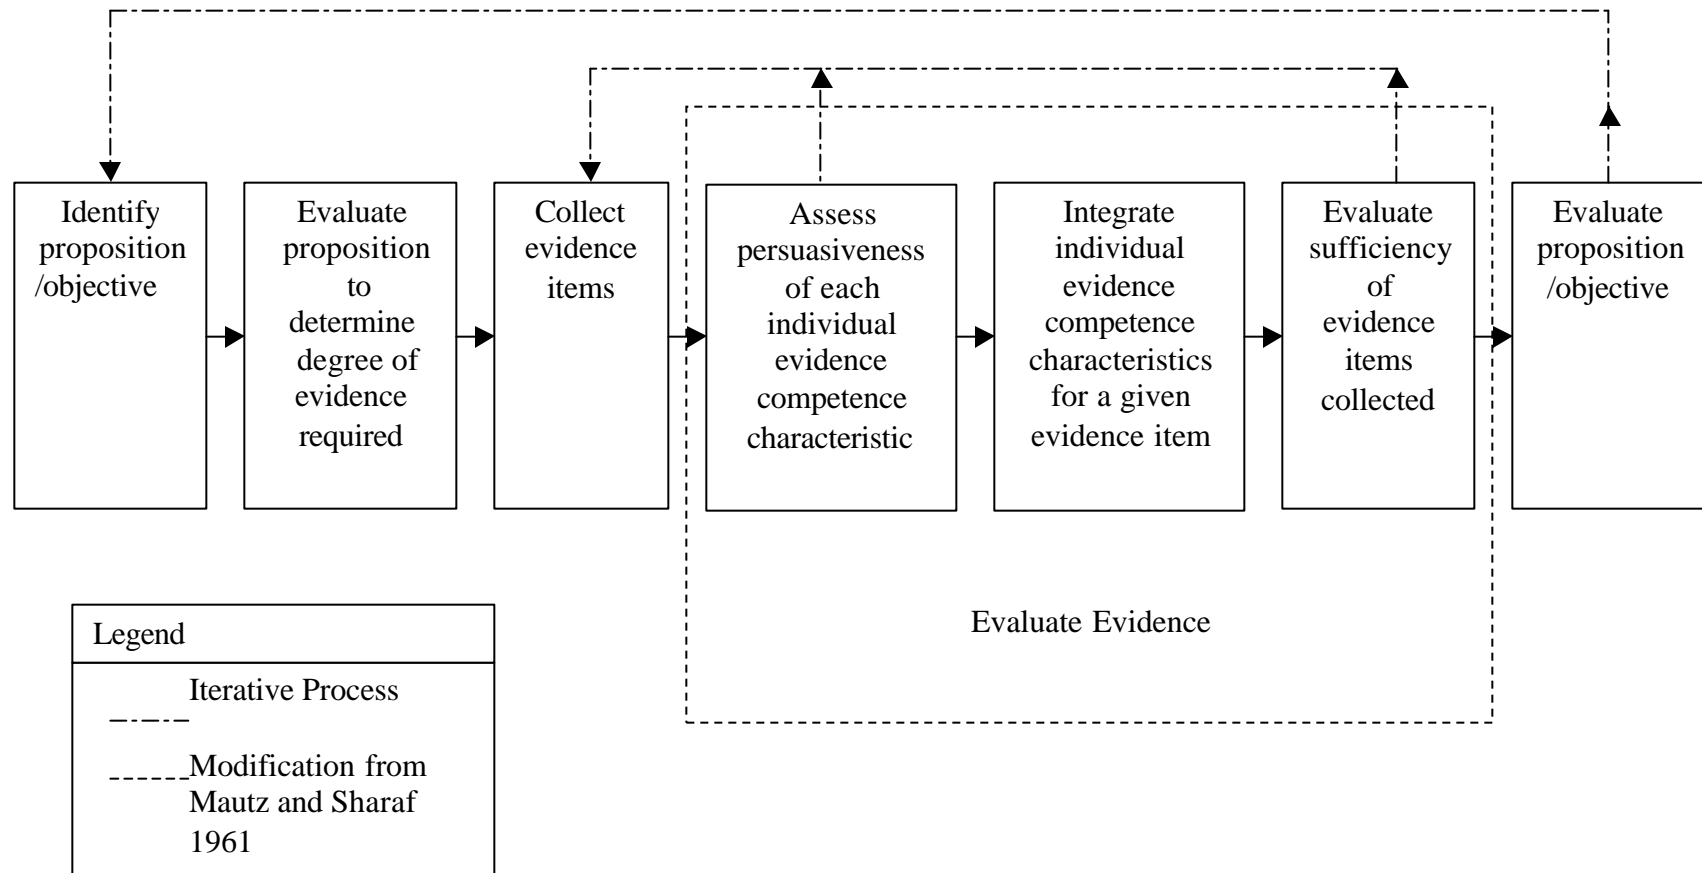 Identify
proposition
/objective
Evaluate
proposition
to
determine
degree of
evidence
required
Collect
evidence
items
Assess
persuasiveness
of each
individual
evidence
competence
characteristic
Integrate
individual
evidence
competence
characteristics
for a given
evidence item
Evaluate
sufficiency
of
evidence
items
collected
Evaluate
proposition
/objective
Evaluate Evidence
Legend
Iterative Process
Modification from
Mautz and Sharaf
1961